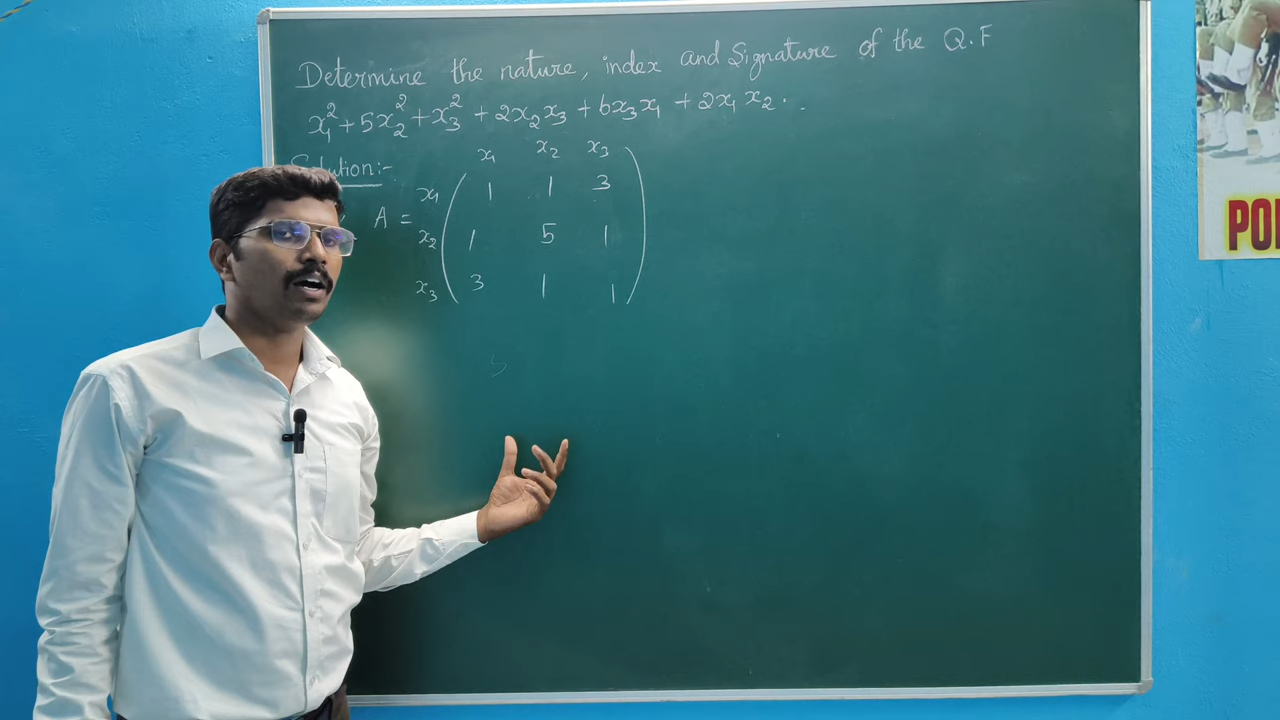 Determine the nature, index and Signature of the Q.F
x₁² + 5x₂² + x₃² + 2x₂x₃ + 6x₃x₁ + 2x₁x₂.
Solution:-
x₁ x₂ x₃
x₁ 1 1 3
A =
x₂ 1 5 1
x₃ 3 1 1